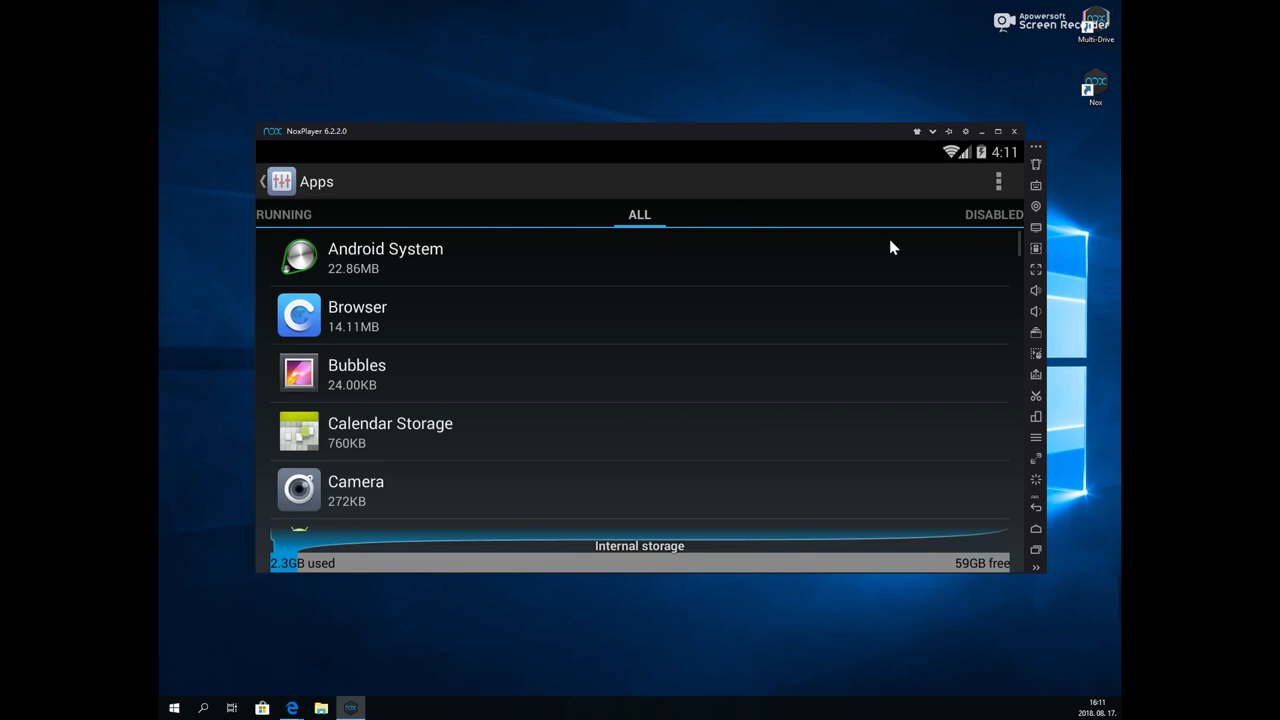 Apowersoft
Screen Recorder
Multi-Drive
nox
Nox
nox NoxPlayer 6.2.2.0
4:11
Apps
RUNNING
ALL
DISABLED
Android System
22.86MB
Browser
14.11MB
Bubbles
24.00KB
Calendar Storage
760KB
Camera
272KB
Internal storage
2.3GB used
59GB free
16:11
2018. 08. 17.